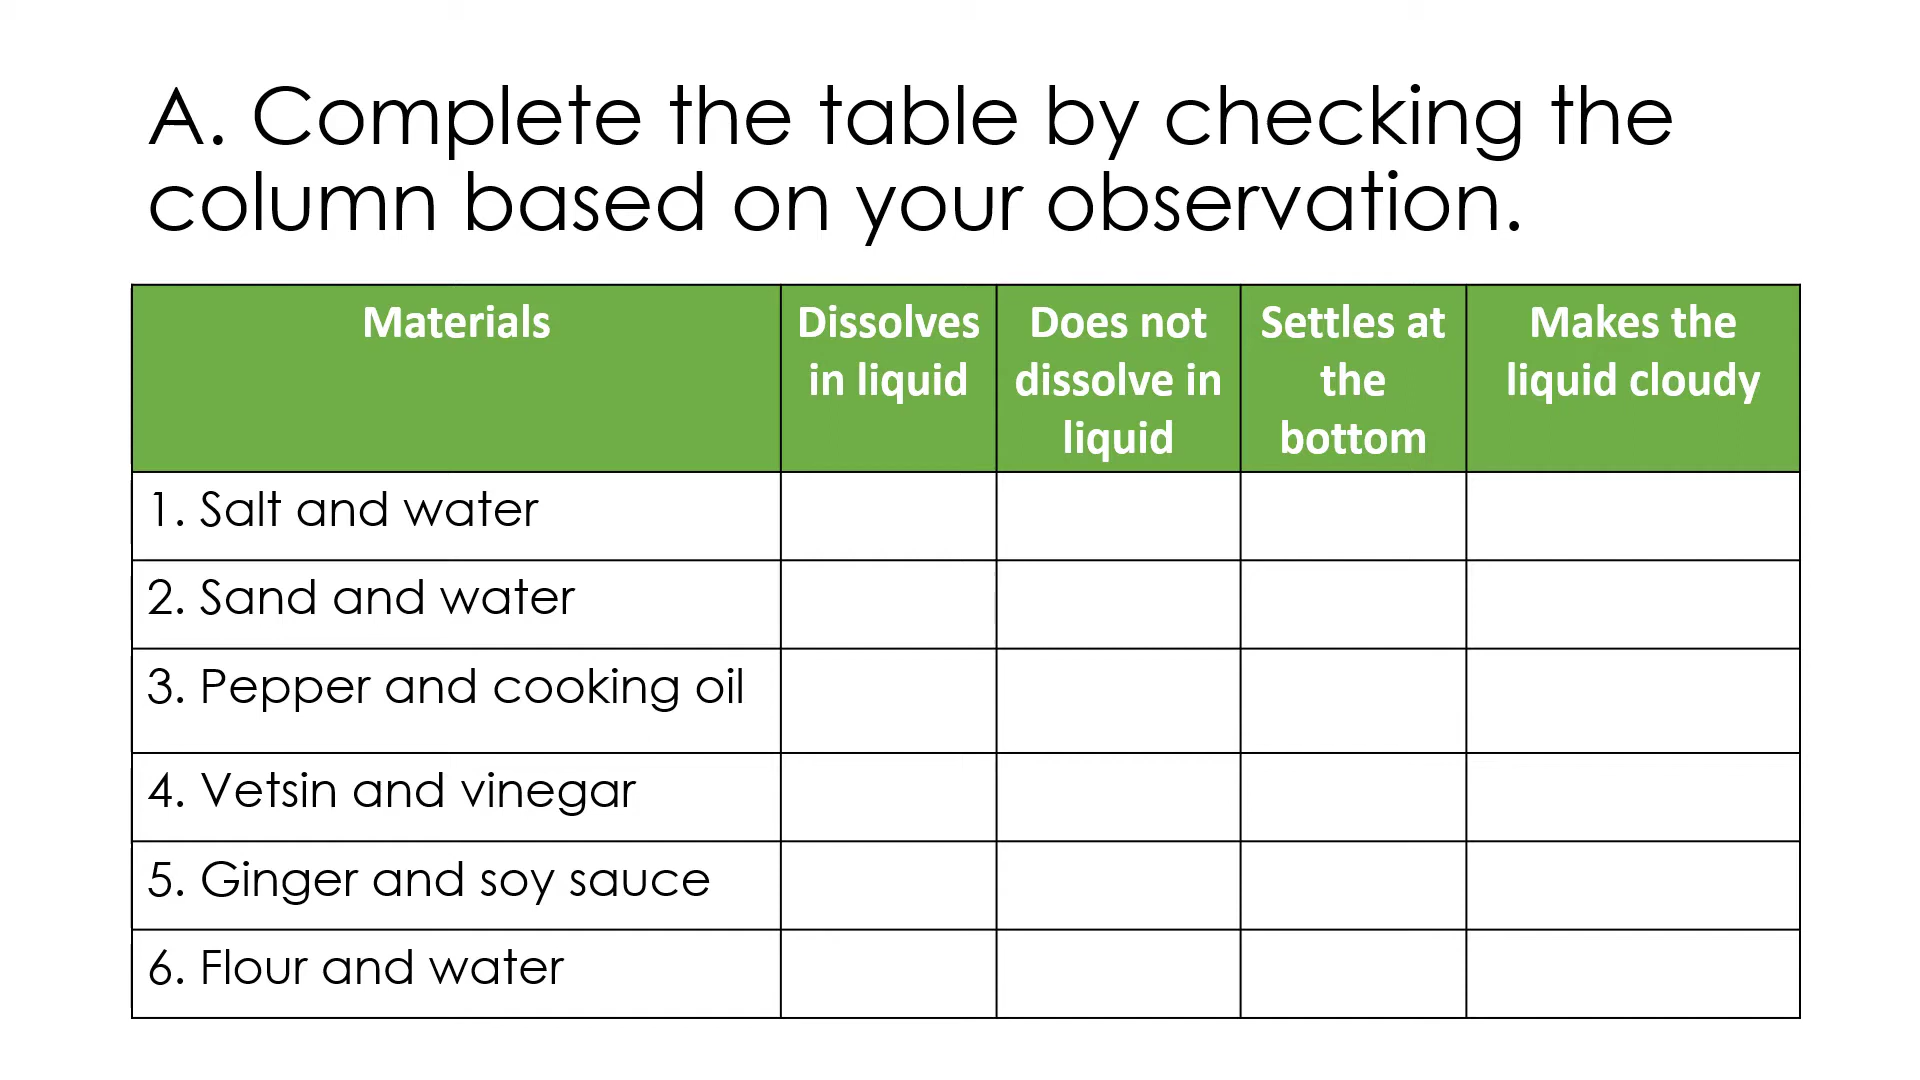 A. Complete the table by checking the
column based on your observation.
Materials
Dissolves
in liquid
Does not
dissolve in
liquid
Settles at
the
bottom
Makes the
liquid cloudy
1. Salt and water
2. Sand and water
3. Pepper and cooking oil
4. Vetsin and vinegar
5. Ginger and soy sauce
6. Flour and water